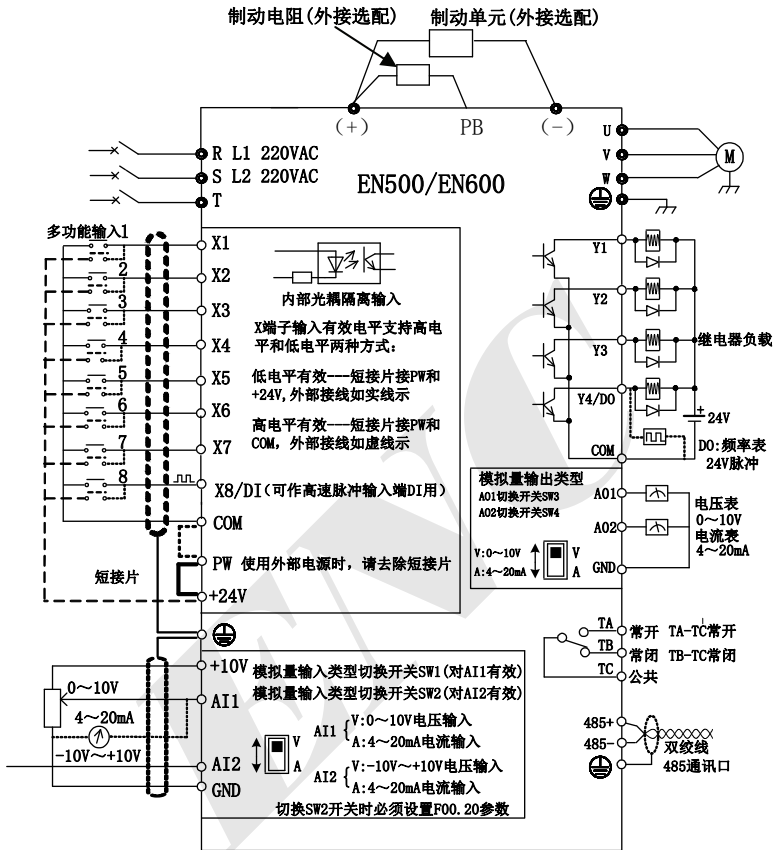 制动电阻(外接选配)
制动单元(外接选配)
(+)
PB
(-)
R L1 220VAC
S L2 220VAC
T
EN500/EN600
U
V
W
M
多功能输入1
2
3
4
5
6
7
8
X1
X2
X3
X4
X5
X6
X7
X8/DI(可作高速脉冲输入端DI用)
COM
PW 使用外部电源时，请去除短接片
+24V
短接片
内部光耦隔离输入
X端子输入有效电平支持高电
平和低电平两种方式：
低电平有效---短接片接PW和
+24V,外部接线如实线示
高电平有效---短接片接PW和
COM，外部接线如虚线示
Y1
Y2
Y3
Y4/DO
COM
继电器负载
+
24V
DO:频率表
24V脉冲
模拟量输出类型
AO1切换开关SW3
AO2切换开关SW4
V:0～10V
A:4～20mA
V
A
AO1
AO2
GND
电压表
0～10V
电流表
4～20mA
TA
TB
TC
常开 TA-TC常开
常闭 TB-TC常闭
公共
485+
485-
双绞线
485通讯口
+10V
AI1
AI2
GND
0～10V
4～20mA
-10V～+10V
模拟量输入类型切换开关SW1(对AI1有效)
模拟量输入类型切换开关SW2(对AI2有效)
V
A
AI1
V:0～10V电压输入
A:4～20mA电流输入
AI2
V:-10V～+10V电压输入
A:4～20mA电流输入
切换SW2开关时必须设置F00.20参数
ENC